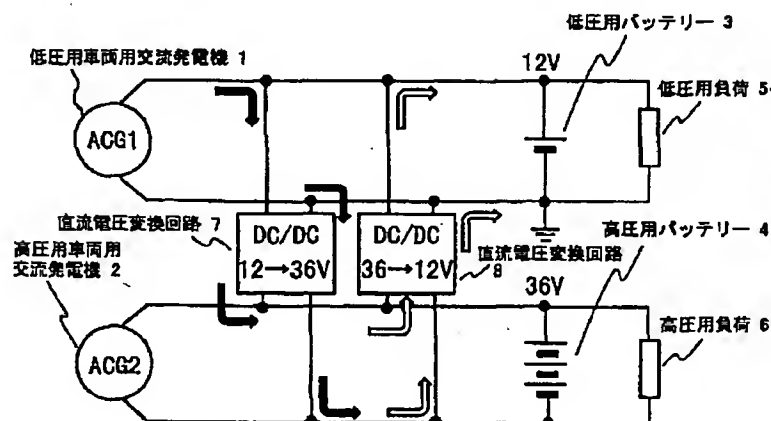 低圧用バッテリー 3
低圧用車両用交流発電機 1
12V
低圧用負荷 5
ACG1
直流電圧変換回路 7
高圧用車両用
交流発電機 2
DC/DC
12→36V
DC/DC
36→12V
直流電圧変換回路
8
高圧用バッテリー 4
36V
高圧用負荷 6
ACG2